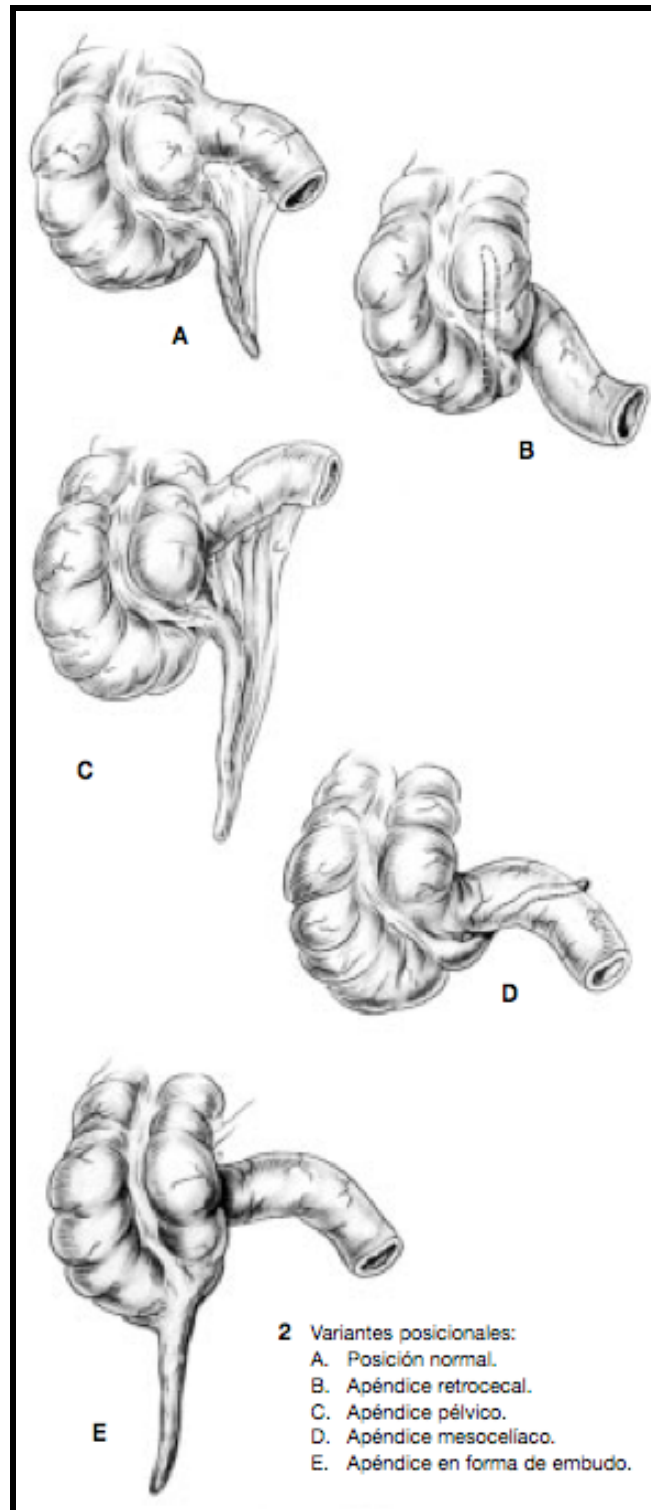 A
B
C
D
E
2 Variantes posicionales:
A. Posición normal.
B. Apéndice retrocecal.
C. Apéndice pélvico.
D. Apéndice mesocelíaco.
E. Apéndice en forma de embudo.